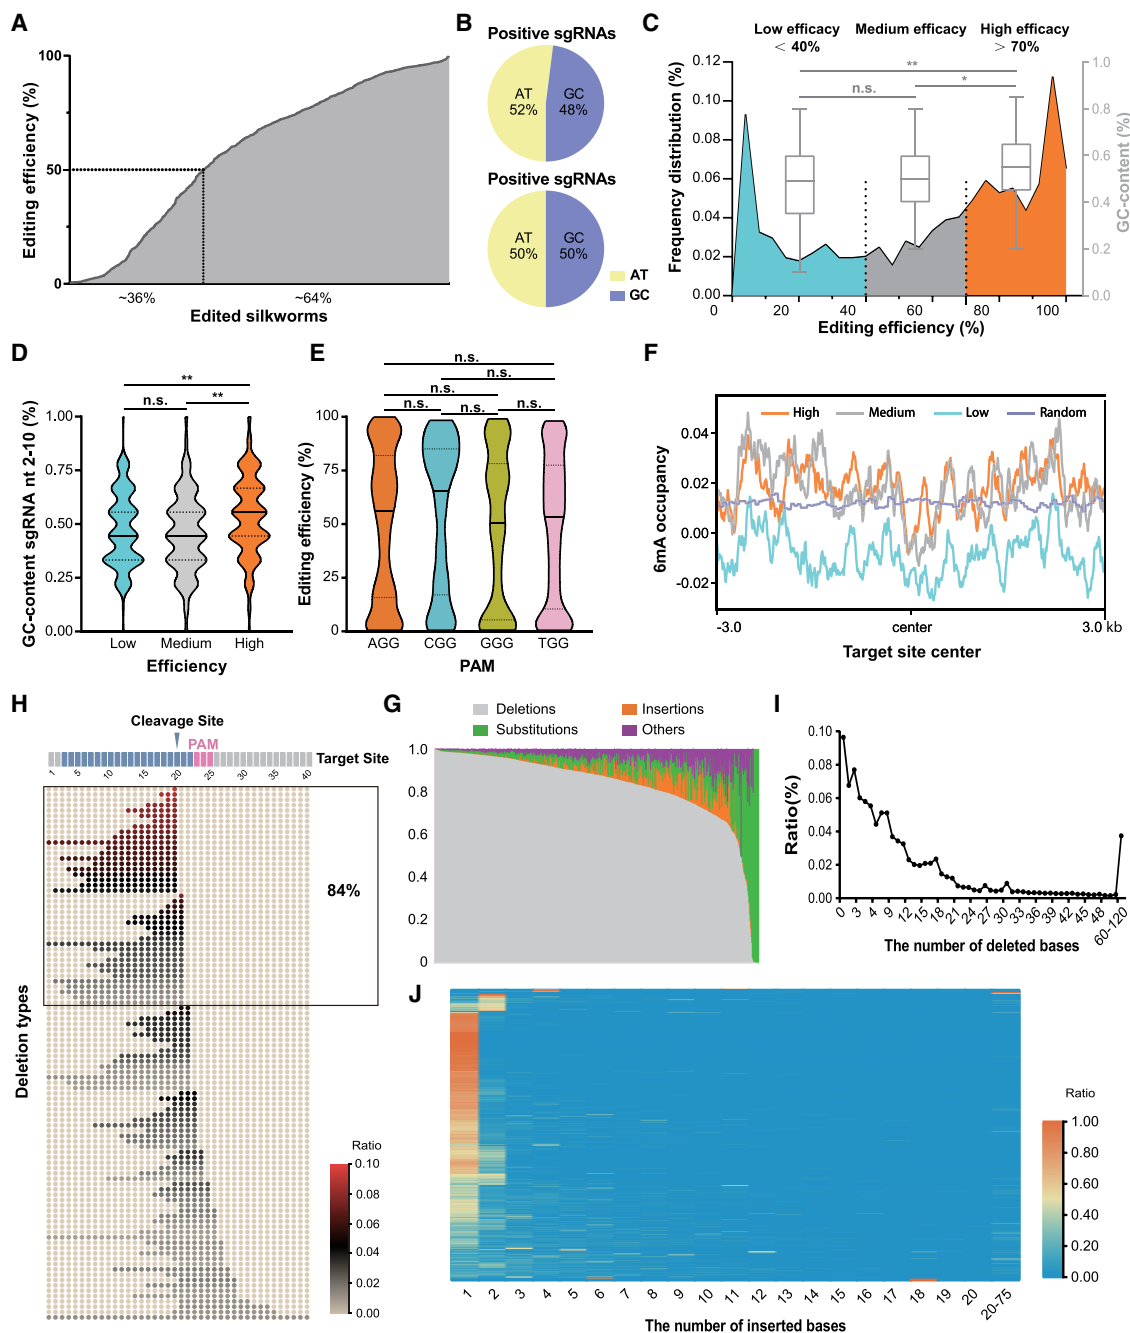 A
100
50
0
Editing efficiency (%)
~36%
~64%
Edited silkworms
B
Positive sgRNAs
AT
52%
GC
48%
Positive sgRNAs
AT
50%
GC
50%
AT
GC
C
Low efficacy
< 40%
Medium efficacy
High efficacy
> 70%
**
n.s.
*
0.12
0.10
0.08
0.06
0.04
0.02
0.00
Frequency distribution (%)
1.0
0.8
0.6
0.4
0.2
0.0
GC-content (%)
0 20 40 60 80 100
Editing efficiency (%)
D
**
n.s.
**
1.00
0.75
0.50
0.25
0.00
GC-content sgRNA nt 2-10 (%)
Low Medium High
Efficiency
E
n.s.
n.s.
n.s.
n.s.
n.s.
n.s.
100
75
50
25
0
Editing efficiency (%)
AGG CGG GGG TGG
PAM
F
High Medium Low Random
0.04
0.02
0.00
-0.02
6mA occupancy
-3.0 center 3.0 kb
Target site center
H
Cleavage Site
PAM
Target Site
1 5 10 15 20 25 30 35 40
84%
Deletion types
Ratio
0.10
0.08
0.06
0.04
0.02
0.00
G
Deletions
Insertions
Substitutions
Others
1.0
0.8
0.6
0.4
0.2
0
I
0.10
0.08
0.06
0.04
0.02
0.00
Ratio(%)
0 3 4 9 12 15 18 21 24 27 30 33 36 39 42 45 48 60-120
The number of deleted bases
J
1 2 3 4 5 6 7 8 9 10 11 12 13 14 15 16 17 18 19 20 20-75
The number of inserted bases
Ratio
1.00
0.80
0.60
0.40
0.20
0.00